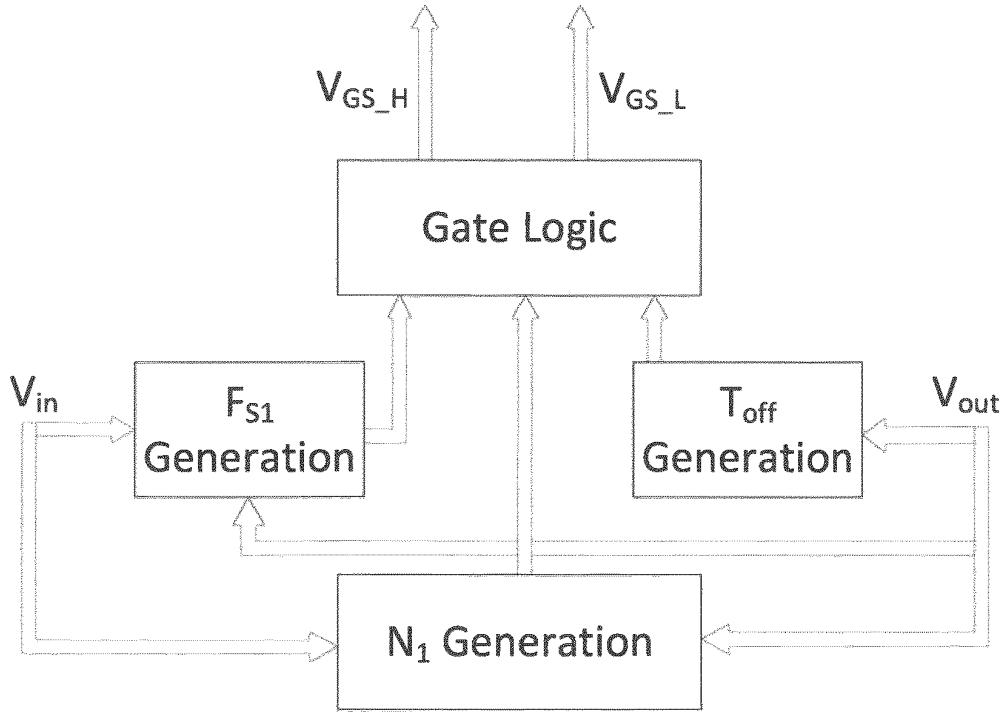 V_GS_H
V_GS_L
Gate Logic
V_in
F_S1
Generation
T_off
Generation
V_out
N_1 Generation